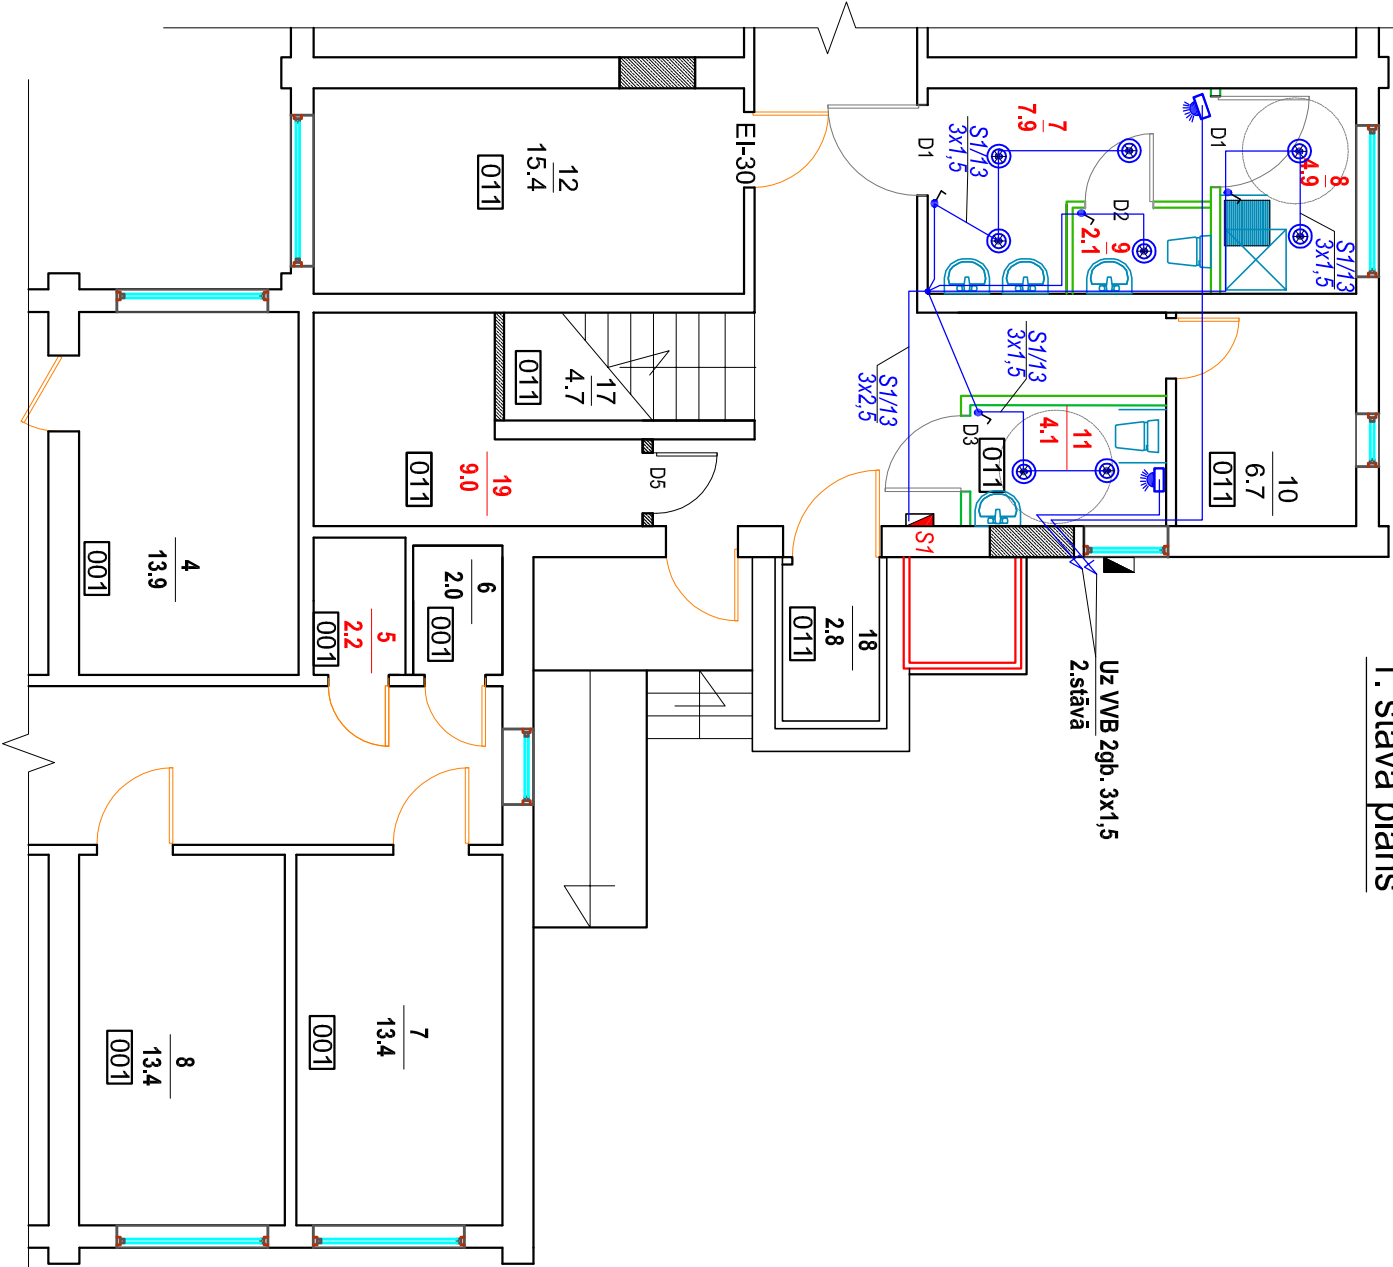 1. stāva plāns
8
4.9
S1/13
3x1,5
D1
7
7.9
S1/13
3x1,5
D1
D2
9
2.1
EI-30
12
15.4
011
10
6.7
011
S1/13
3x1,5
11
4.1
011
D3
S1/13
3x2,5
S1
17
4.7
011
D5
19
9.0
011
18
2.8
011
Uz VVB 2gb. 3x1,5
2.stāvā
6
2.0
001
5
2.2
001
4
13.9
001
7
13.4
001
8
13.4
001